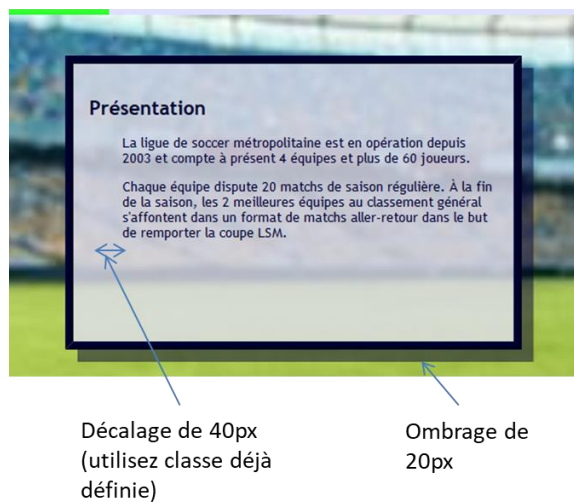 Présentation
La ligue de soccer métropolitaine est en opération depuis
2003 et compte à présent 4 équipes et plus de 60 joueurs.
Chaque équipe dispute 20 matchs de saison régulière. À la fin
de la saison, les 2 meilleures équipes au classement général
s'affontent dans un format de matchs aller-retour dans le but
de remporter la coupe LSM.
Décalage de 40px
(utilisez classe déjà
définie)
Ombrage de
20px